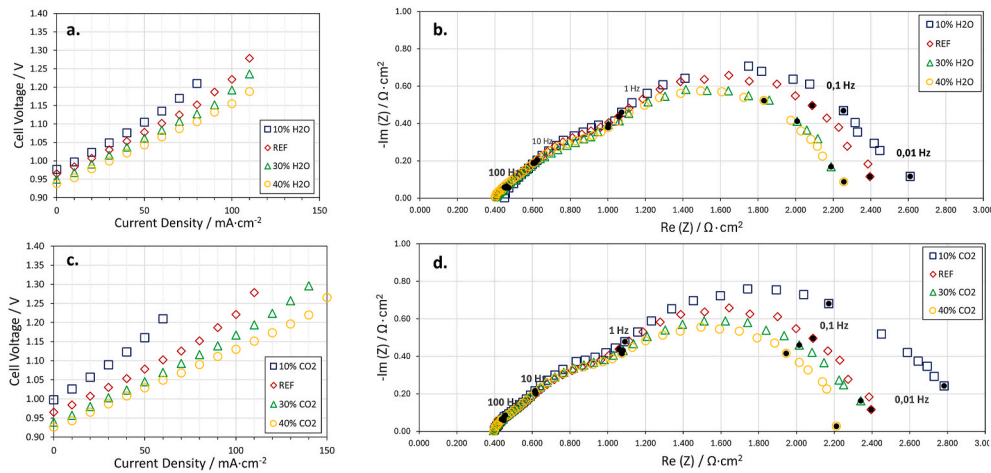 a.
1.40
1.35
1.30
1.25
1.20
1.15
1.10
1.05
1.00
0.95
0.90
Cell Voltage / V
10% H2O
REF
30% H2O
40% H2O
0 50 100 150
Current Density / mA·cm-2
b.
1.00
0.80
0.60
0.40
0.20
0.00
-Im (Z) / Ω·cm2
10% H2O
REF
30% H2O
40% H2O
1 Hz
0,1 Hz
10 Hz
0,01 Hz
100 Hz
0.000 0.200 0.400 0.600 0.800 1.000 1.200 1.400 1.600 1.800 2.000 2.200 2.400 2.600 2.800 3.000
Re (Z) / Ω·cm2
c.
1.40
1.35
1.30
1.25
1.20
1.15
1.10
1.05
1.00
0.95
0.90
Cell Voltage / V
10% CO2
REF
30% CO2
40% CO2
0 50 100 150
Current Density / mA·cm-2
d.
1.00
0.80
0.60
0.40
0.20
0.00
-Im(Z) / Ω·cm2
10% CO2
REF
30% CO2
40% CO2
1 Hz
0,1 Hz
10 Hz
0,01 Hz
100 Hz
0.000 0.200 0.400 0.600 0.800 1.000 1.200 1.400 1.600 1.800 2.000 2.200 2.400 2.600 2.800 3.000
Re (Z) / Ω·cm2